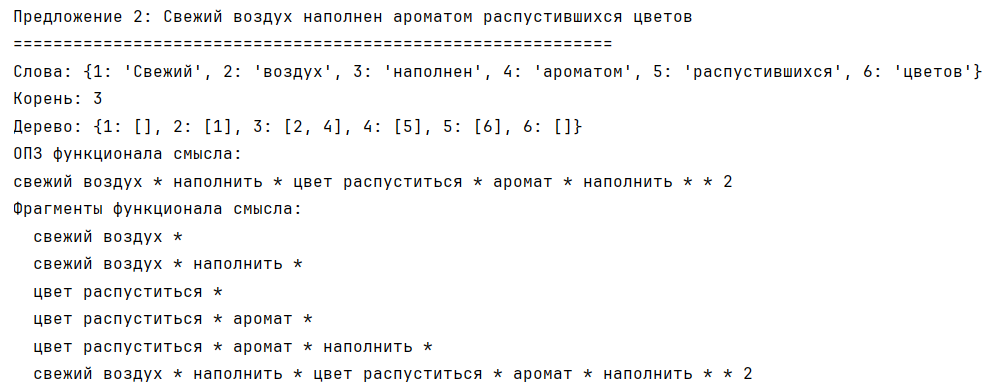 Предложение 2: Свежий воздух наполнен ароматом распустившихся цветов
============================================================
Слова: {1: 'Свежий', 2: 'воздух', 3: 'наполнен', 4: 'ароматом', 5: 'распустившихся', 6: 'цветов'}
Корень: 3
Дерево: {1: [], 2: [1], 3: [2, 4], 4: [5], 5: [6], 6: []}
ОПЗ функционала смысла:
свежий воздух * наполнить * цвет распуститься * аромат * наполнить * * 2
Фрагменты функционала смысла:
  свежий воздух *
  свежий воздух * наполнить *
  цвет распуститься *
  цвет распуститься * аромат *
  цвет распуститься * аромат * наполнить *
  свежий воздух * наполнить * цвет распуститься * аромат * наполнить * * 2